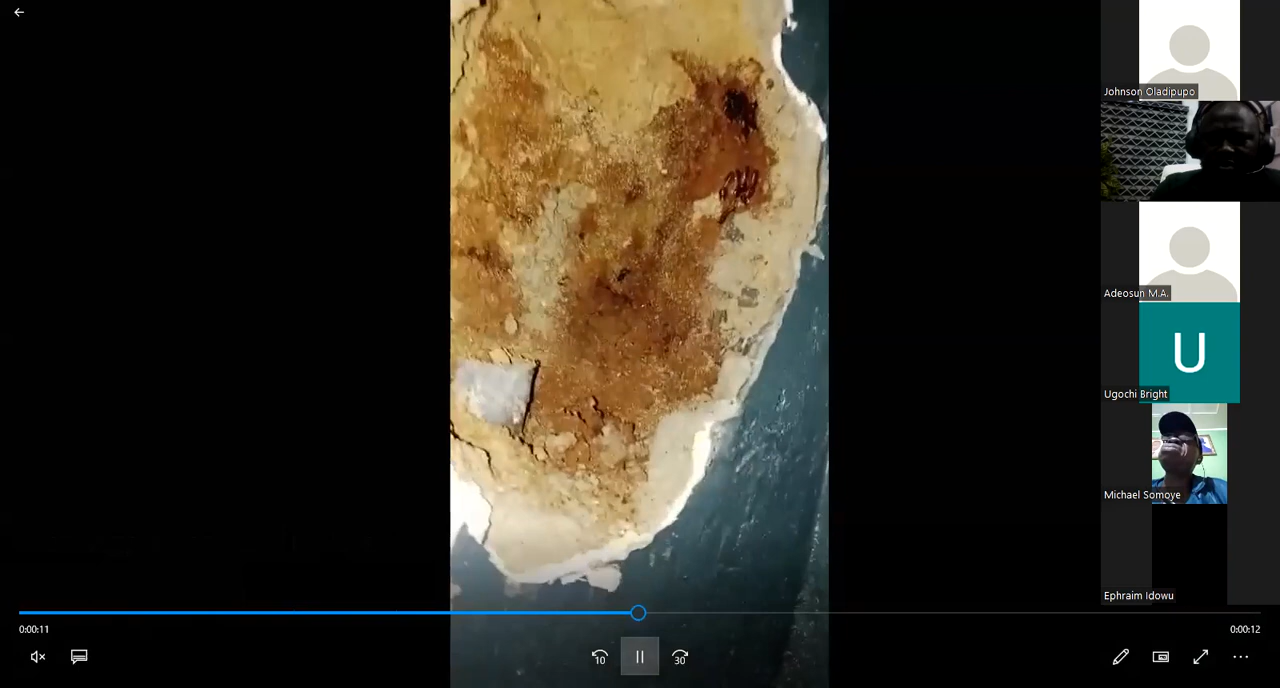 Johnson Oladipupo
Adeosun M.A.
U
Ugochi Bright
Michael Somoye
Ephraim Idowu
0:00:11
0:00:12
10
30